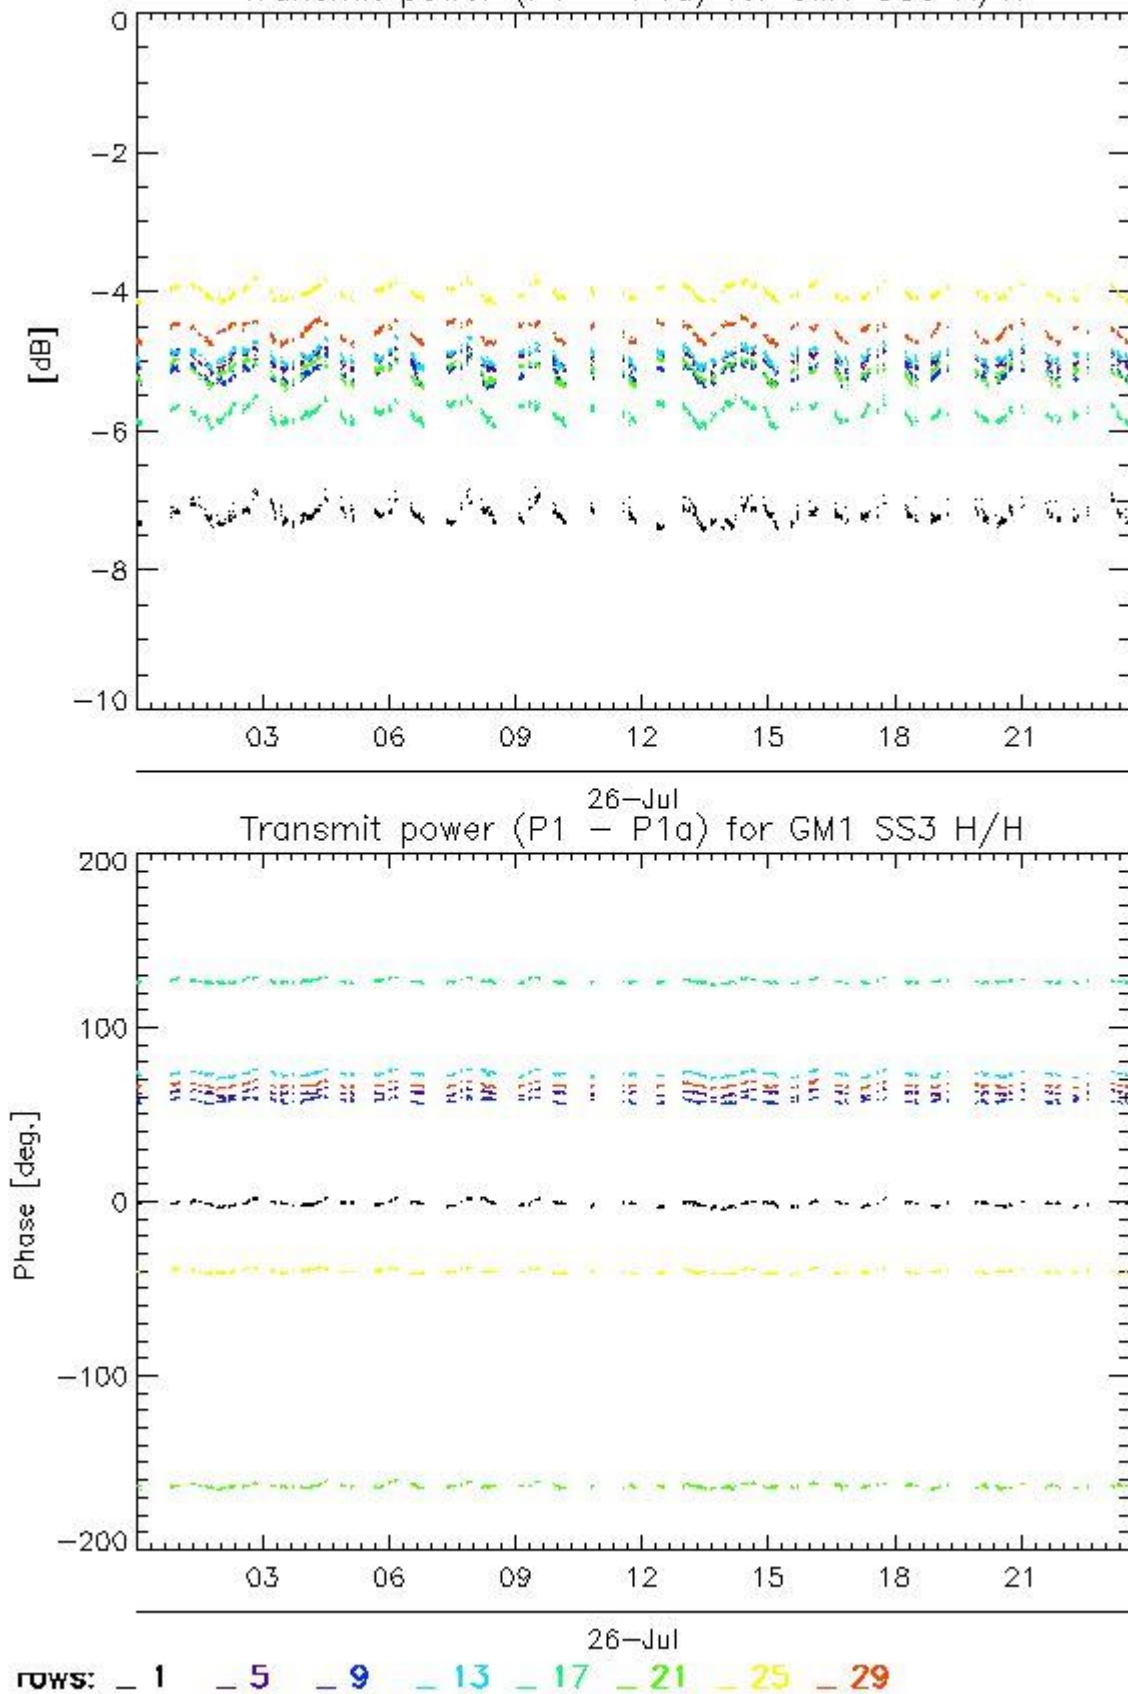 0
-2
-4
-6
-8
-10
[dB]
03 06 09 12 15 18 21
26-Jul
Transmit power (P1 - P1a) for GM1 SS3 H/H
200
100
0
-100
-200
Phase [deg.]
03 06 09 12 15 18 21
26-Jul
rows: _ 1 _ 5 _ 9 _ 13 _ 17 _ 21 _ 25 _ 29